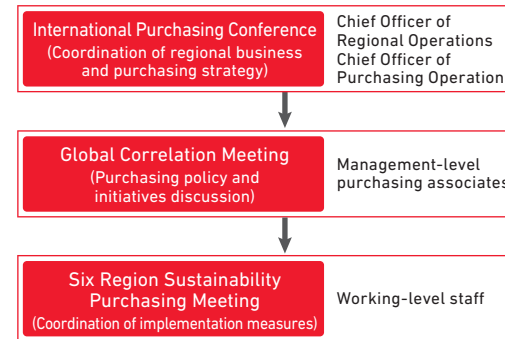 International Purchasing Conference
(Coordination of regional business
and purchasing strategy)
Chief Officer of
Regional Operations
Chief Officer of
Purchasing Operation
Global Correlation Meeting
(Purchasing policy and
initiatives discussion)
Management-level
purchasing associates
Six Region Sustainability
Purchasing Meeting
(Coordination of implementation measures)
Working-level staff